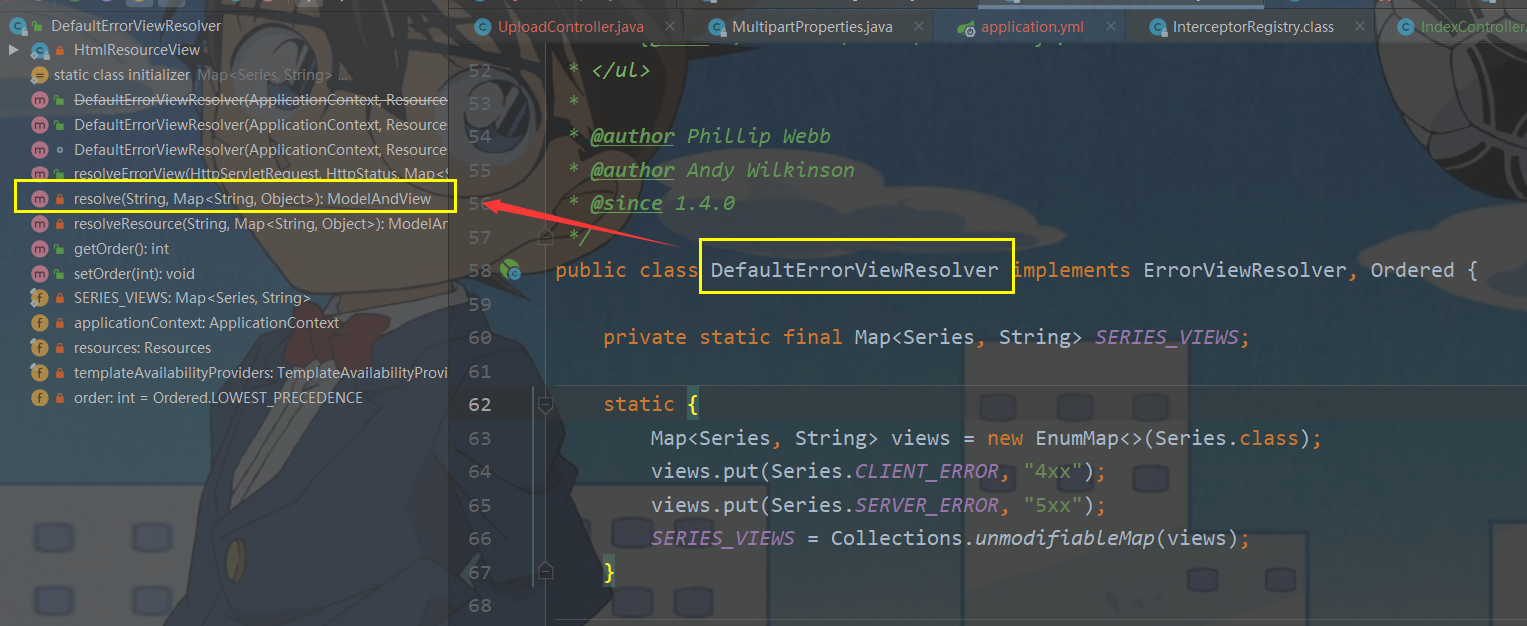 DefaultErrorViewResolver
HtmlResourceView
static class initializer Map<Series, String> ...
DefaultErrorViewResolver(ApplicationContext, Resource
DefaultErrorViewResolver(ApplicationContext, Resource
DefaultErrorViewResolver(ApplicationContext, Resource
resolveErrorView(HttpServletRequest, HttpStatus, Map<S
resolve(String, Map<String, Object>): ModelAndView
resolveResource(String, Map<String, Object>): ModelAn
getOrder(): int
setOrder(int): void
SERIES_VIEWS: Map<Series, String>
applicationContext: ApplicationContext
resources: Resources
templateAvailabilityProviders: TemplateAvailabilityProvi
order: int = Ordered.LOWEST_PRECEDENCE
UploadController.java
MultipartProperties.java
application.yml
InterceptorRegistry.class
IndexController
52 * </ul>
53 *
54 * @author Phillip Webb
55 * @author Andy Wilkinson
56 * @since 1.4.0
57 */
58 public class DefaultErrorViewResolver implements ErrorViewResolver, Ordered {
59
60 private static final Map<Series, String> SERIES_VIEWS;
61
62 static {
63 Map<Series, String> views = new EnumMap<>(Series.class);
64 views.put(Series.CLIENT_ERROR, "4xx");
65 views.put(Series.SERVER_ERROR, "5xx");
66 SERIES_VIEWS = Collections.unmodifiableMap(views);
67 }
68